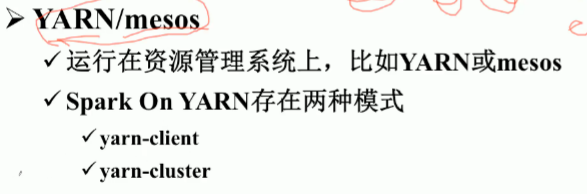 ➢ YARN/mesos
✓运行在资源管理系统上，比如YARN或mesos
✓Spark On YARN存在两种模式
✓yarn-client
✓yarn-cluster